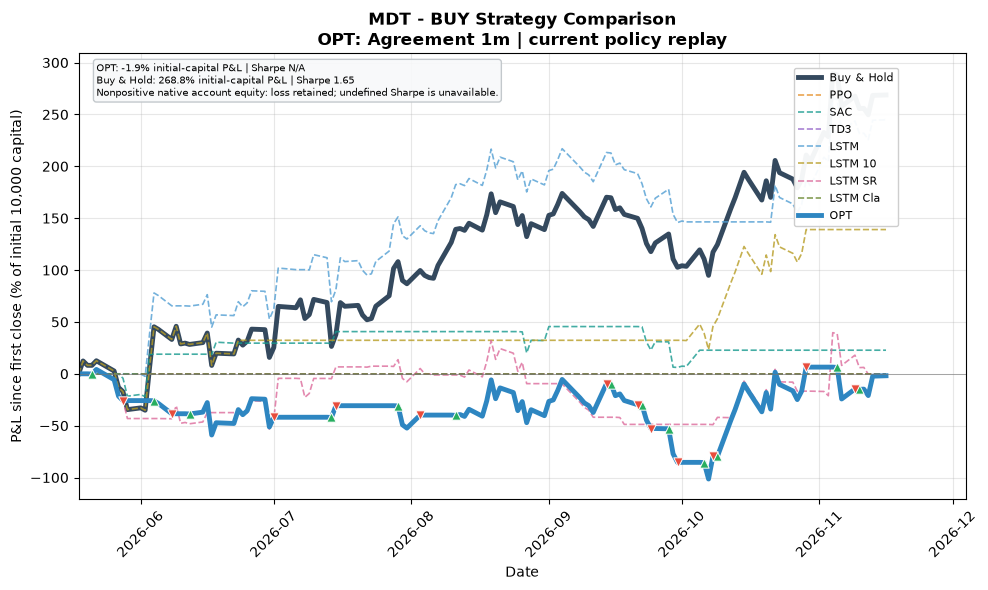 MDT - BUY Strategy Comparison
OPT: Agreement 1m | current policy replay
OPT: -1.9% initial-capital P&L | Sharpe N/A
Buy & Hold: 268.8% initial-capital P&L | Sharpe 1.65
Nonpositive native account equity: loss retained; undefined Sharpe is unavailable.
Buy & Hold
PPO
SAC
TD3
LSTM
LSTM 10
LSTM SR
LSTM Cla
OPT
P&L since first close (% of initial 10,000 capital)
300
250
200
150
100
50
0
−50
−100
2026-06
2026-07
2026-08
2026-09
2026-10
2026-11
2026-12
Date